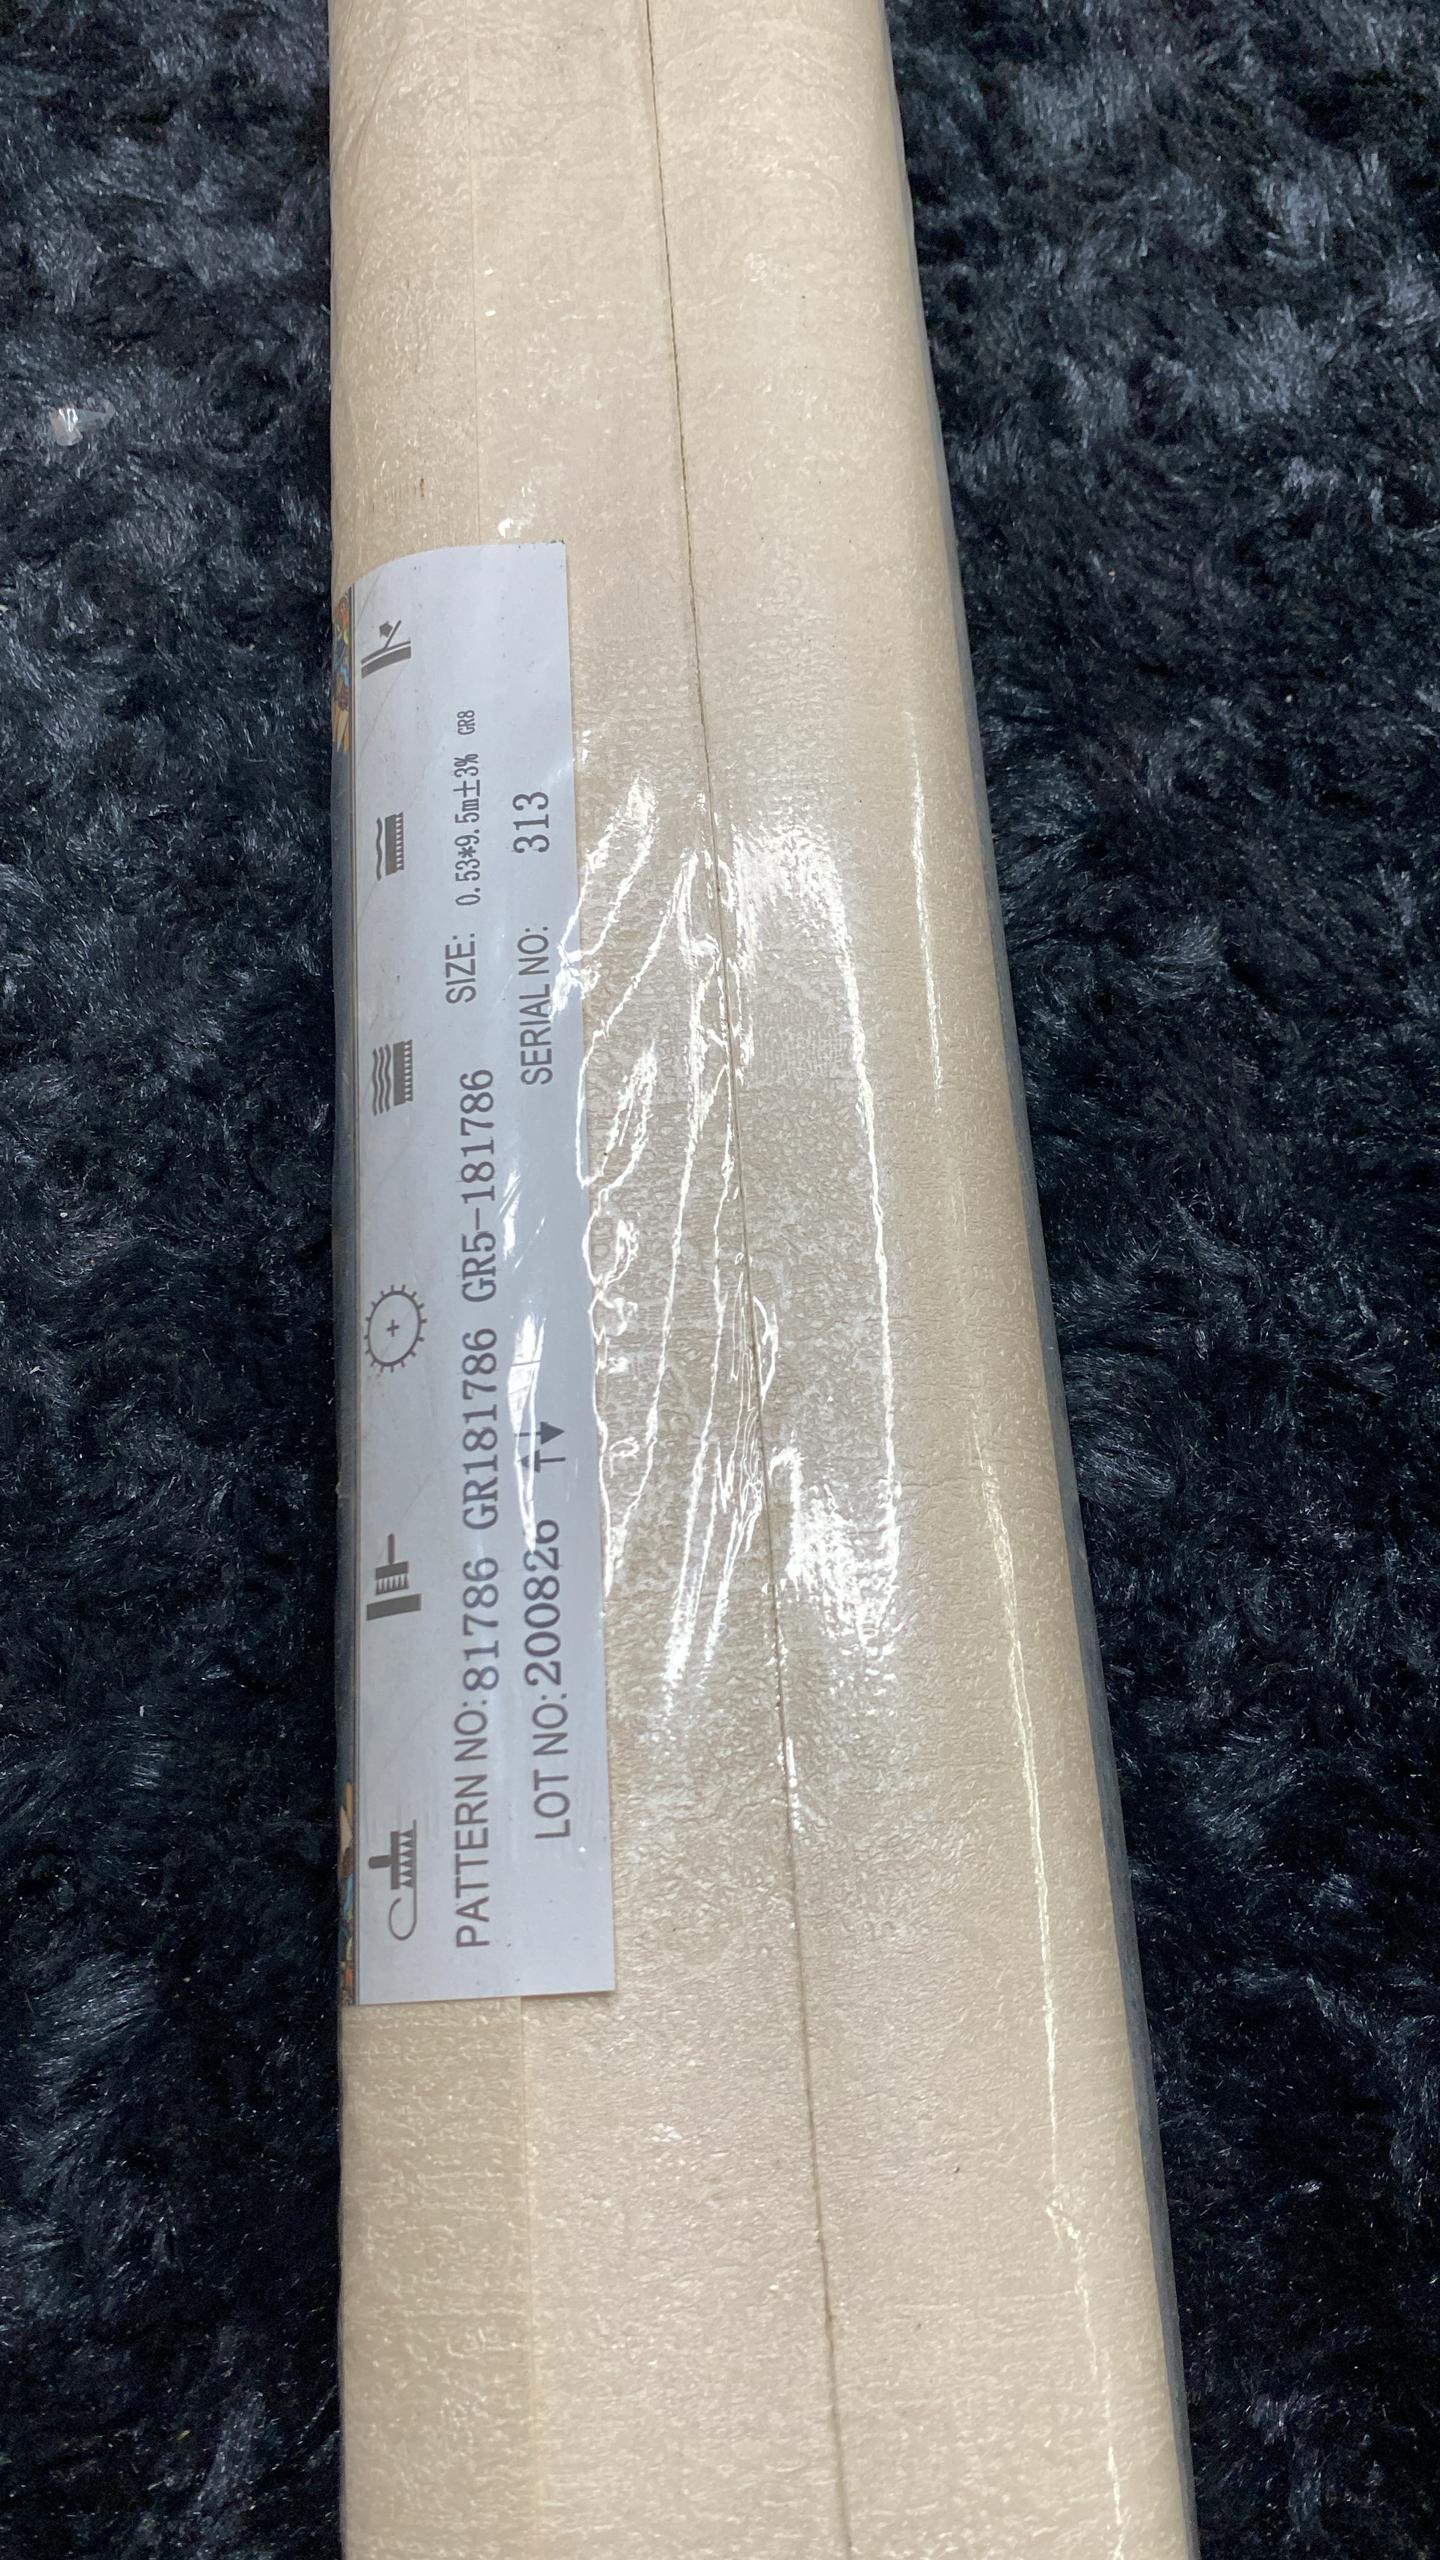 PATTERN NO: 81786 GR181786 GR5-181786 SIZE: 0.53*9.5m±3% GR8
LOT NO: 200826 T SERIAL NO: 313